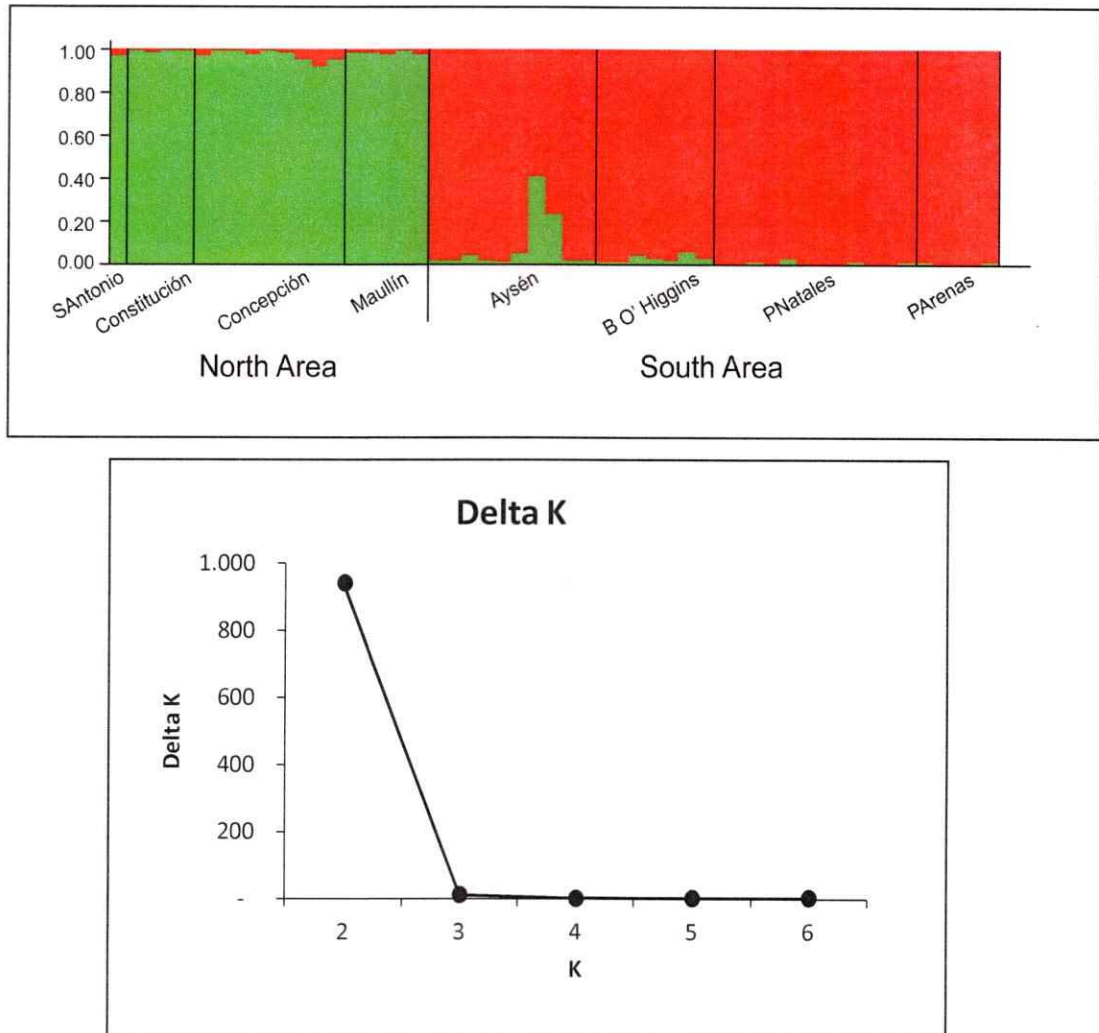 1.00
0.80
0.60
0.40
0.20
0.00
SAntonio
Constitución
Concepción
Maullín
Aysén
B O' Higgins
PNatales
PArenas
North Area
South Area
Delta K
1.000
800
600
400
200
-
Delta K
2 3 4 5 6
K